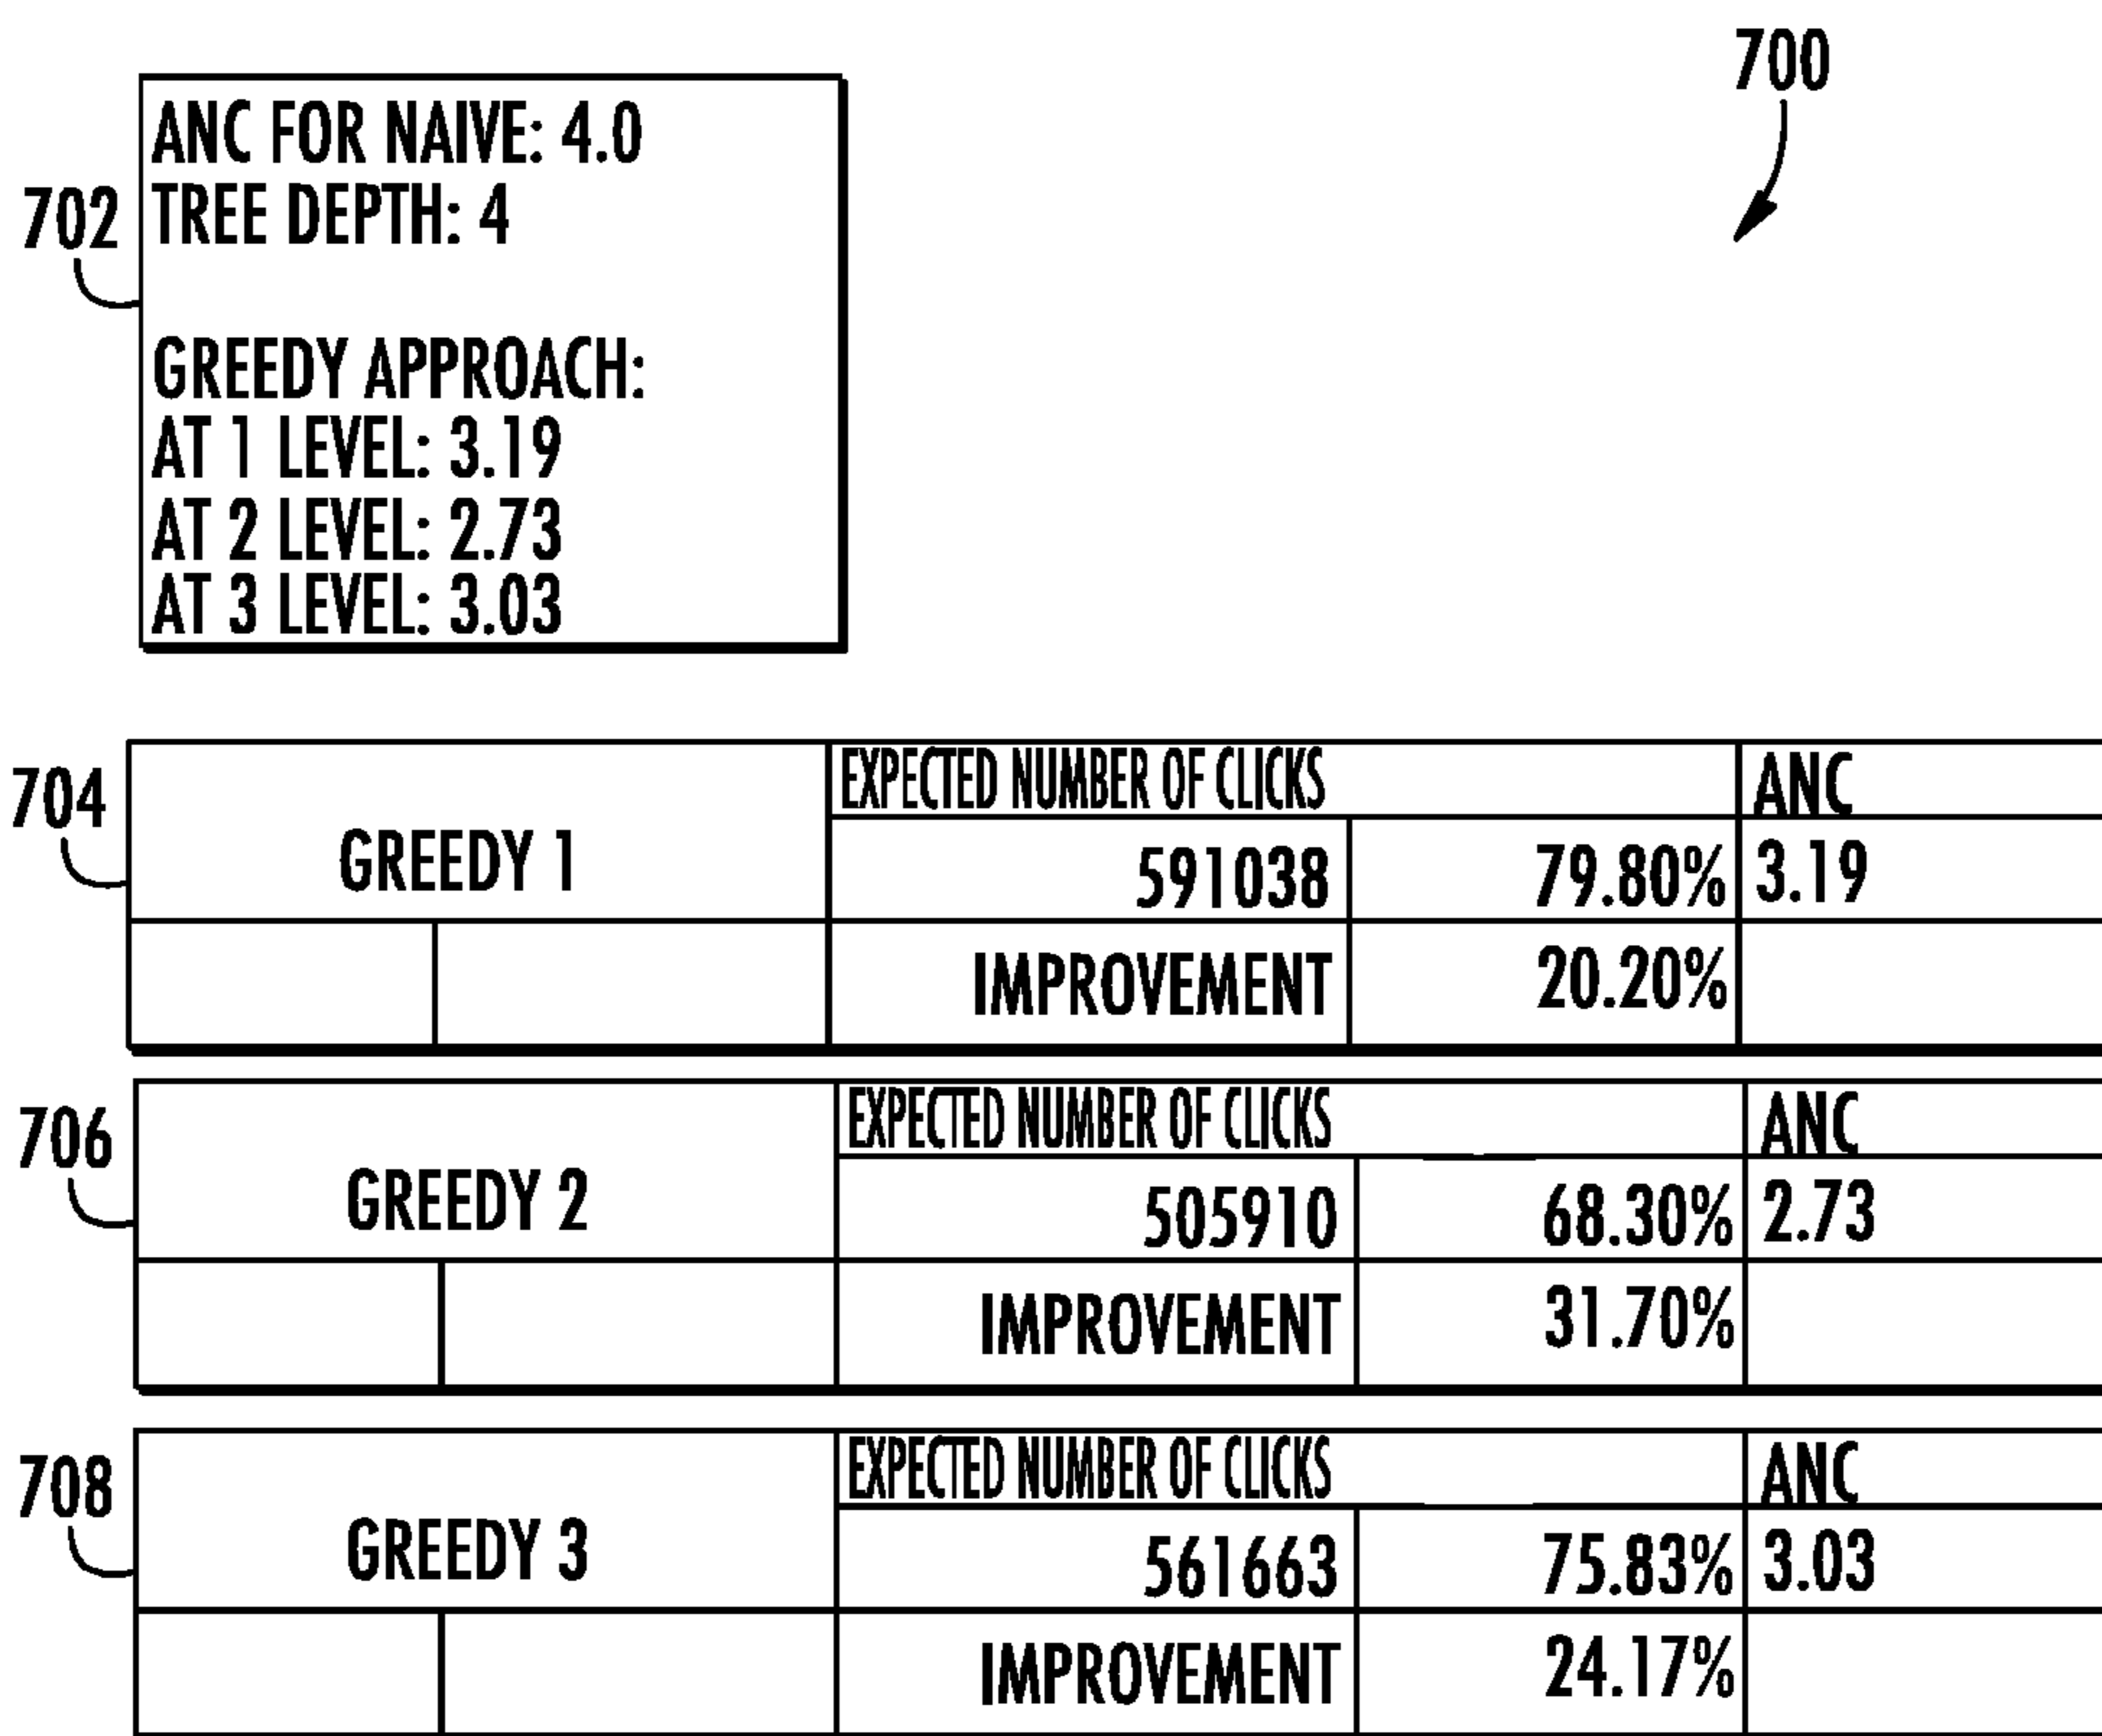 700
702
ANC FOR NAIVE: 4.0
TREE DEPTH: 4
GREEDY APPROACH:
AT 1 LEVEL: 3.19
AT 2 LEVEL: 2.73
AT 3 LEVEL: 3.03
704
GREEDY 1
EXPECTED NUMBER OF CLICKS ANC
591038 79.80% 3.19
IMPROVEMENT 20.20%
706
GREEDY 2
EXPECTED NUMBER OF CLICKS ANC
505910 68.30% 2.73
IMPROVEMENT 31.70%
708
GREEDY 3
EXPECTED NUMBER OF CLICKS ANC
561663 75.83% 3.03
IMPROVEMENT 24.17%